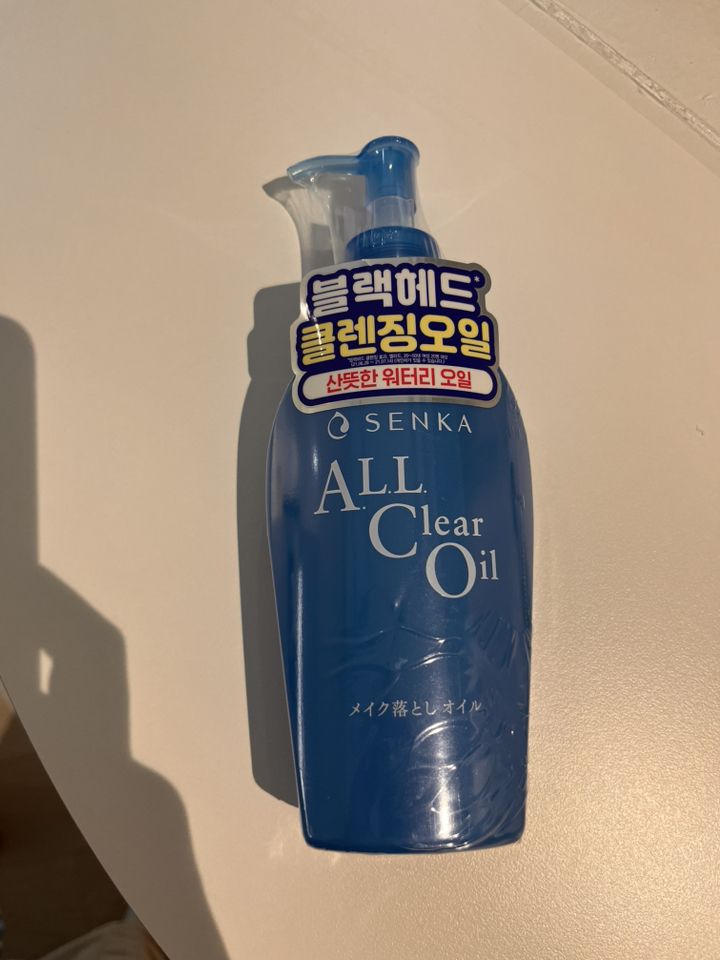 블랙헤드*
클렌징오일
산뜻한 워터리 오일
SENKA
A.L.L.
Clear
Oil
メイク落としオイル